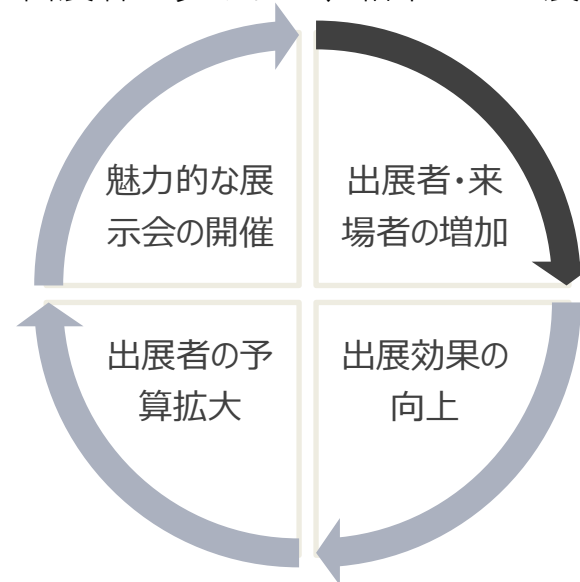 魅力的な展
示会の開催
出展者・来
場者の増加
出展者の予
算拡大
出展効果の
向上